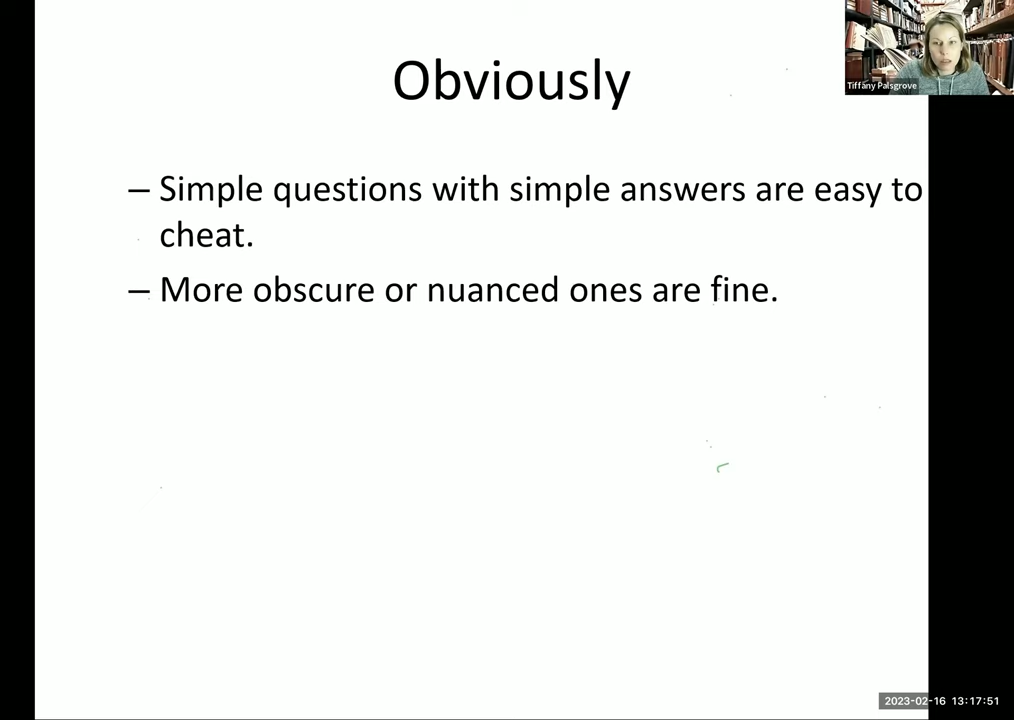 Obviously
– Simple questions with simple answers are easy to
cheat.
– More obscure or nuanced ones are fine.
Tiffany Palsgrove
2023-02-16 13:17:51